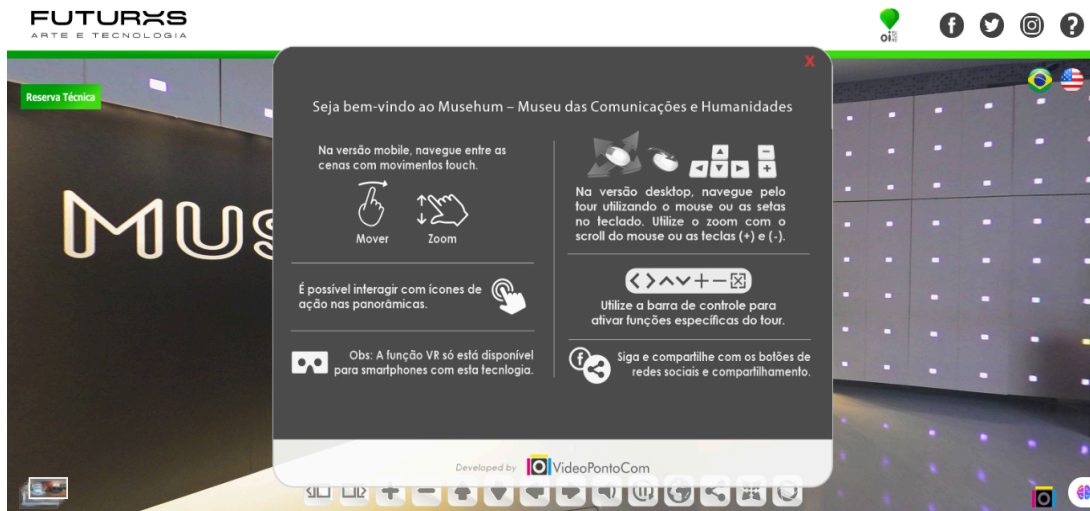 FUTURXS
ARTE E TECNOLOGIA
oi
Reserva Técnica
X
Seja bem-vindo ao Musehum – Museu das Comunicações e Humanidades
Na versão mobile, navegue entre as
cenas com movimentos touch.
Mover
Zoom
É possível interagir com ícones de
ação nas panorâmicas.
Obs: A função VR só está disponível
para smartphones com esta tecnlogia.
Na versão desktop, navegue pelo
tour utilizando o mouse ou as setas
no teclado. Utilize o zoom com o
scroll do mouse ou as teclas (+) e (-).
Utilize a barra de controle para
ativar funções específicas do tour.
Siga e compartilhe com os botões de
redes sociais e compartilhamento.
Developed by VideoPontoCom